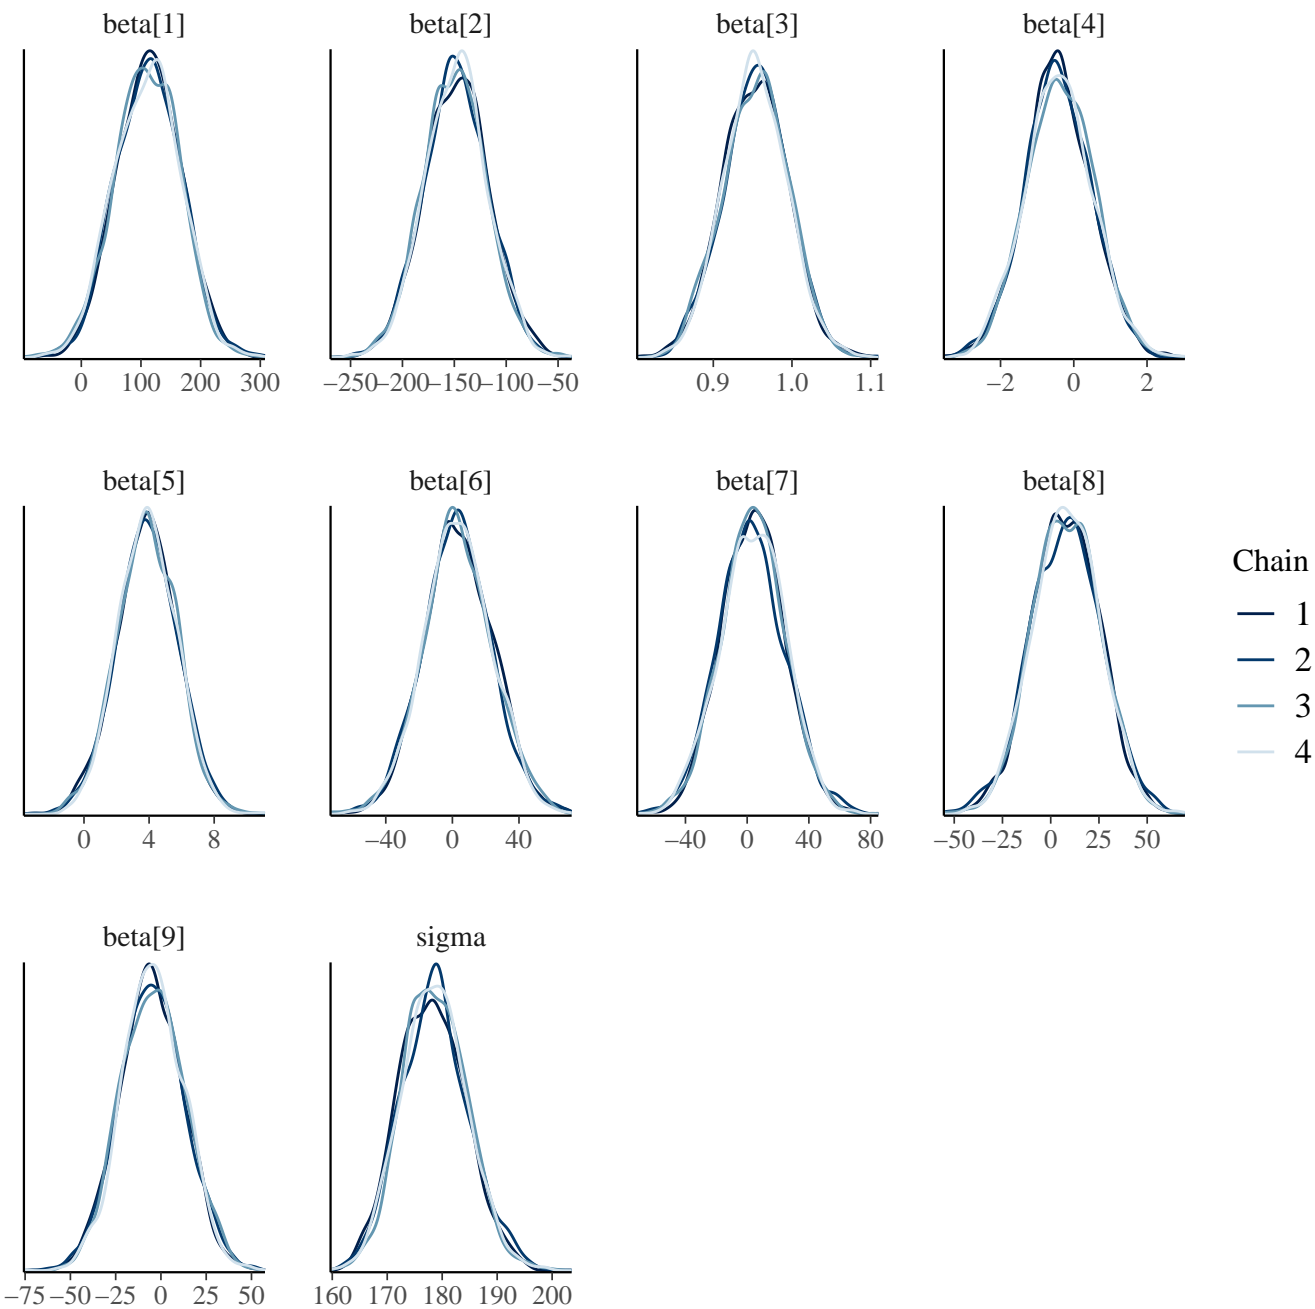 beta[1] beta[2] beta[3] beta[4]
0 100 200 300 −250 −200 −150 −100 −50 0.9 1.0 1.1 −2 0 2
beta[5] beta[6] beta[7] beta[8]
Chain
1
2
3
4
0 4 8 −40 0 40 −40 0 40 80 −50 −25 0 25 50
beta[9] sigma
−75 −50 −25 0 25 50 160 170 180 190 200